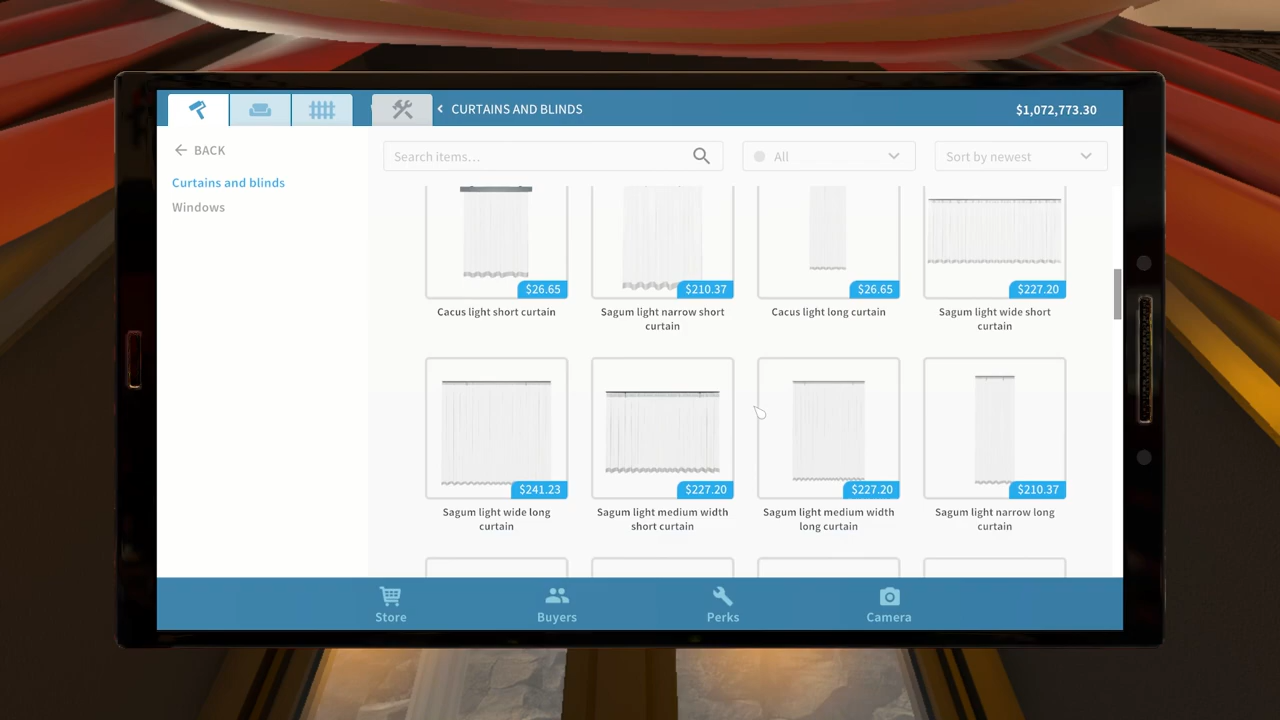 CURTAINS AND BLINDS
$1,072,773.30
BACK
Search items...
All
Sort by newest
Curtains and blinds
Windows
$26.65
$210.37
$26.65
$227.20
Cacus light short curtain
Sagum light narrow short
curtain
Cacus light long curtain
Sagum light wide short
curtain
$241.23
$227.20
$227.20
$210.37
Sagum light wide long
curtain
Sagum light medium width
short curtain
Sagum light medium width
long curtain
Sagum light narrow long
curtain
Store
Buyers
Perks
Camera